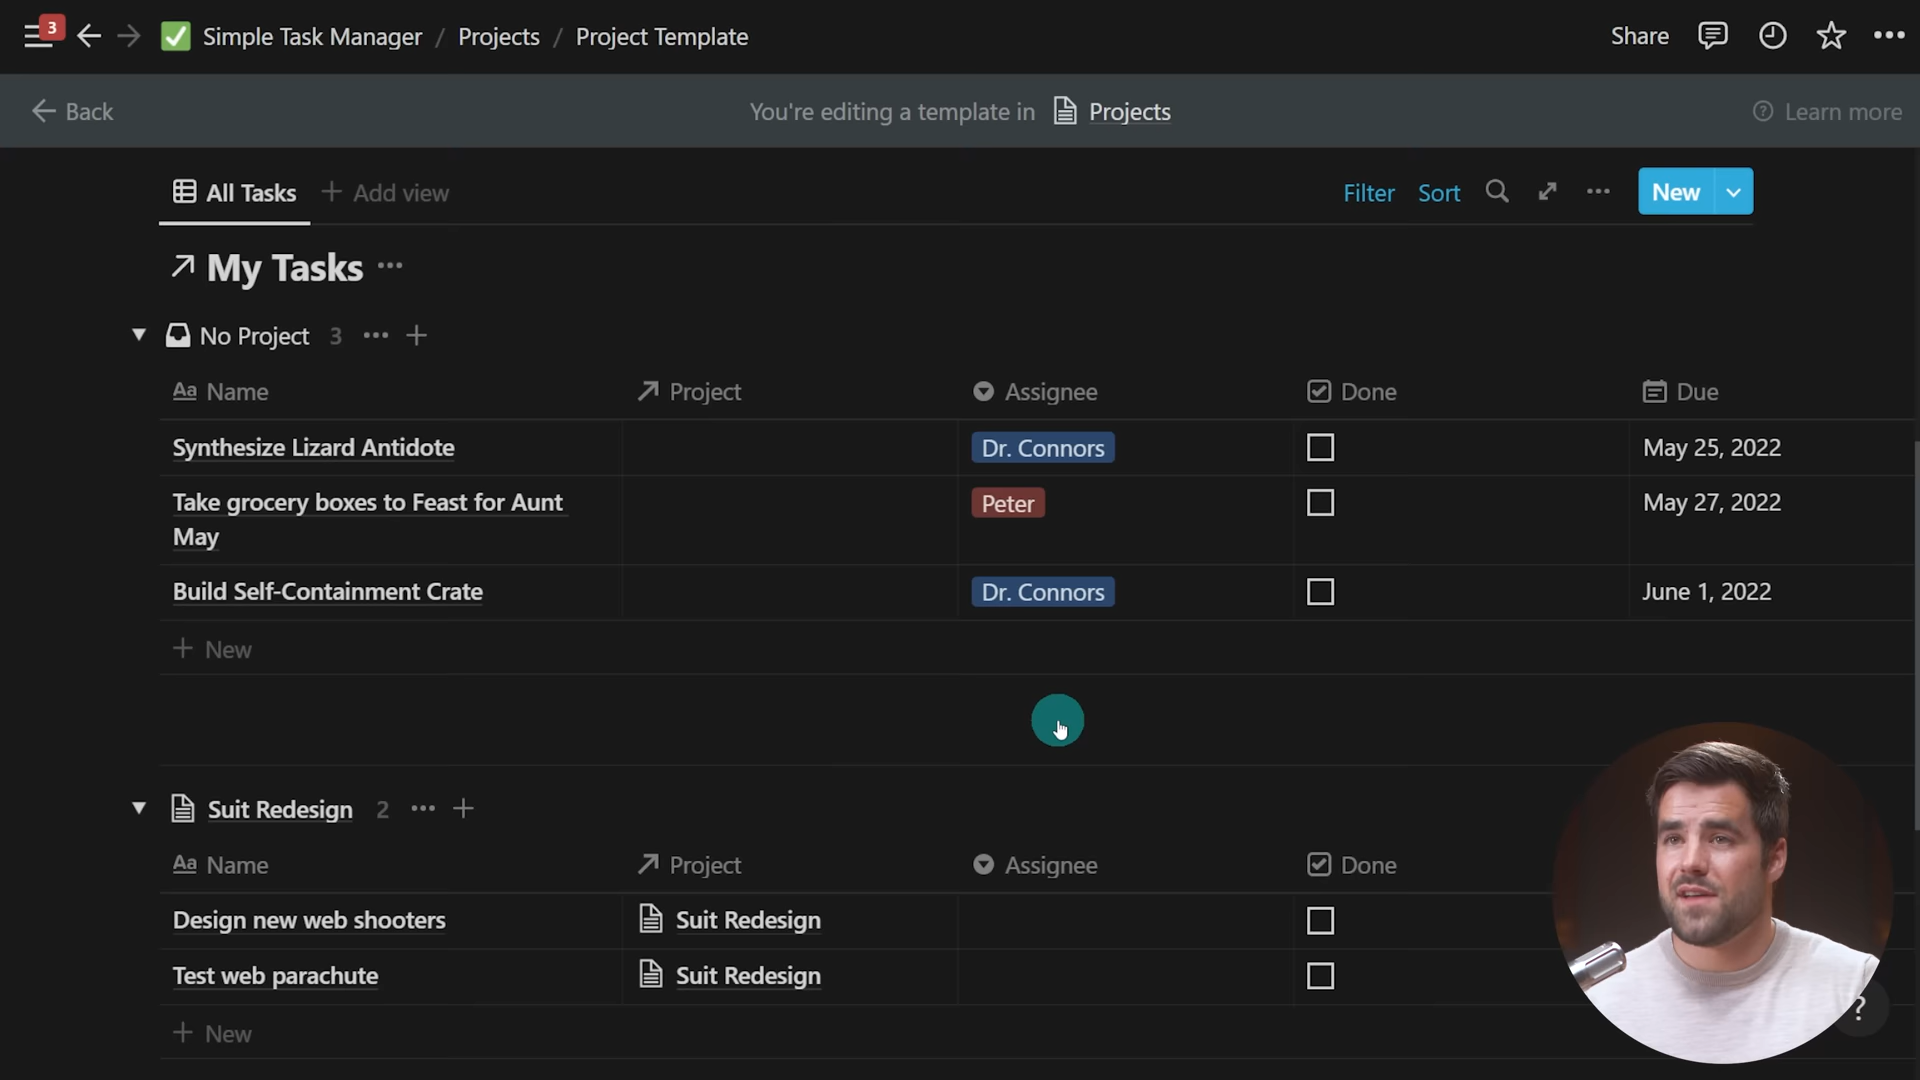 3
Simple Task Manager / Projects / Project Template
Share
Back
You're editing a template in Projects
Learn more
All Tasks
Add view
Filter
Sort
New
My Tasks
No Project 3
Aa Name
Project
Assignee
Done
Due
Synthesize Lizard Antidote
Dr. Connors
May 25, 2022
Take grocery boxes to Feast for Aunt
May
Peter
May 27, 2022
Build Self-Containment Crate
Dr. Connors
June 1, 2022
New
Suit Redesign 2
Aa Name
Project
Assignee
Done
Design new web shooters
Suit Redesign
Test web parachute
Suit Redesign
New
?